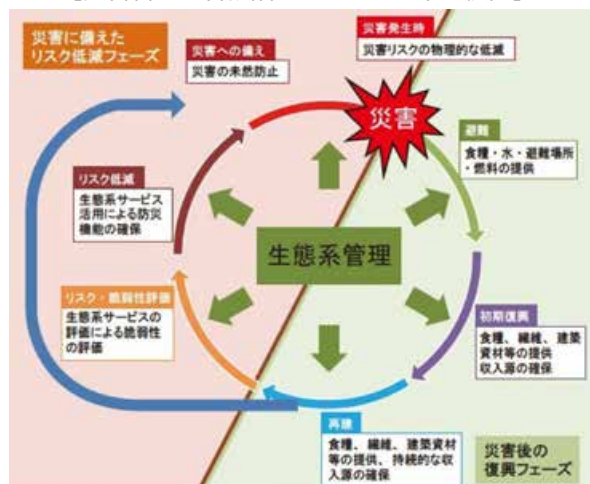 災害に備えた
リスク低減フェーズ
災害への備え
災害の未然防止
災害発生時
災害リスクの物理的な低減
災害
避難
食糧・水・避難場所
・燃料の提供
リスク低減
生態系サービス
活用による防災
機能の確保
生態系管理
リスク・脆弱性評価
生態系サービスの
評価による脆弱性
の評価
初期復興
食糧、繊維、建築
資材等の提供
収入源の確保
再建
食糧、繊維、建築資材
等の提供、持続的な収
入源の確保
災害後の
復興フェーズ